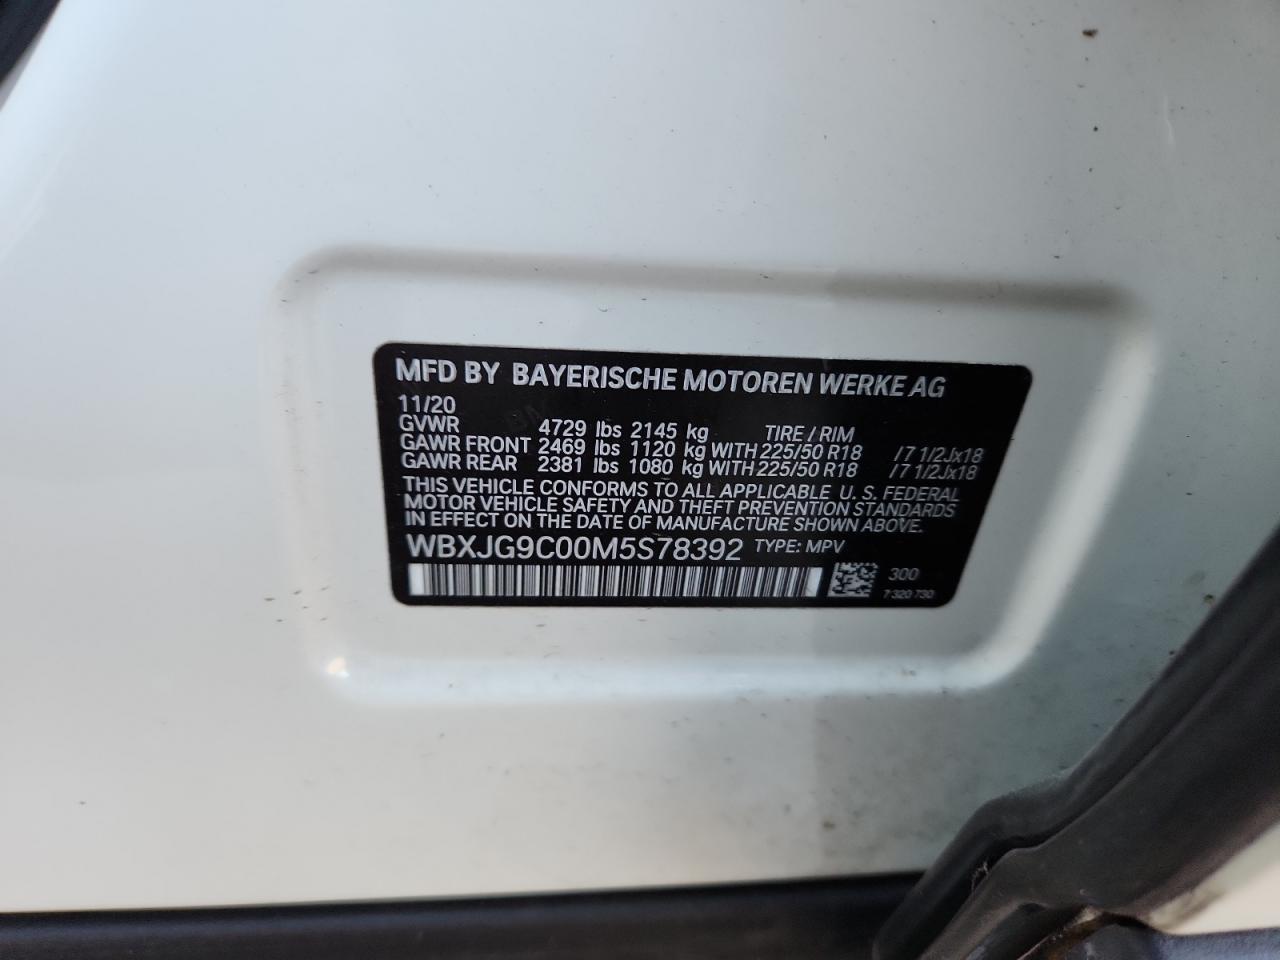 MFD BY BAYERISCHE MOTOREN WERKE AG
11/20
GVWR 4729 lbs 2145 kg TIRE / RIM
GAWR FRONT 2469 lbs 1120 kg WITH 225/50 R18 /7 1/2Jx18
GAWR REAR 2381 lbs 1080 kg WITH 225/50 R18 /7 1/2Jx18
THIS VEHICLE CONFORMS TO ALL APPLICABLE U. S. FEDERAL
MOTOR VEHICLE SAFETY AND THEFT PREVENTION STANDARDS
IN EFFECT ON THE DATE OF MANUFACTURE SHOWN ABOVE.
WBXJG9C00M5S78392 TYPE: MPV
300
7 320 730